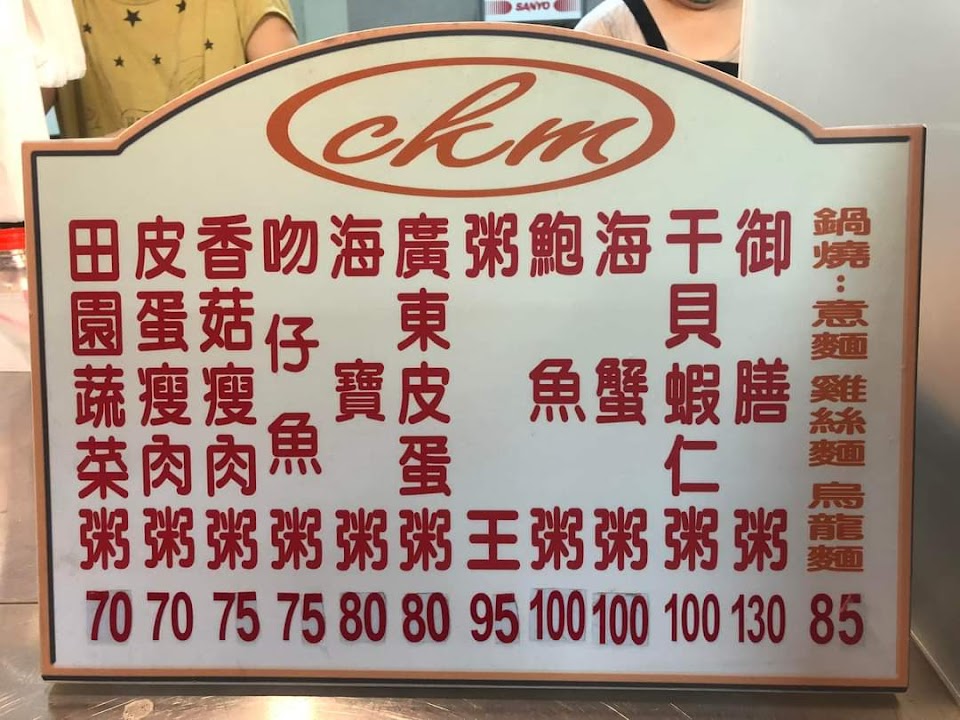 SANYO
ckm
田園蔬菜粥 70
皮蛋瘦肉粥 70
香菇瘦肉粥 75
吻仔魚粥 75
海寶粥 80
廣東皮蛋粥 80
粥王 95
鮑魚粥 100
海蟹粥 100
干貝蝦仁粥 100
御膳粥 130
鍋燒:意麵 雞絲麵 烏龍麵 85